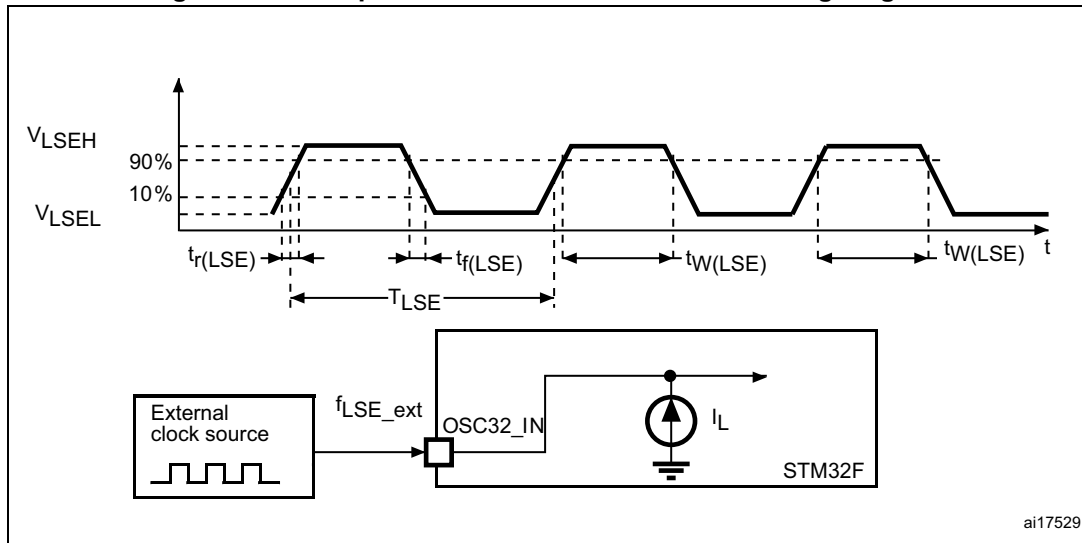 V_LSEH
90%
10%
V_LSEL
t_r(LSE)
t_f(LSE)
t_W(LSE)
t_W(LSE)
t
T_LSE
External
clock source
f_LSE_ext
OSC32_IN
I_L
STM32F
ai17529